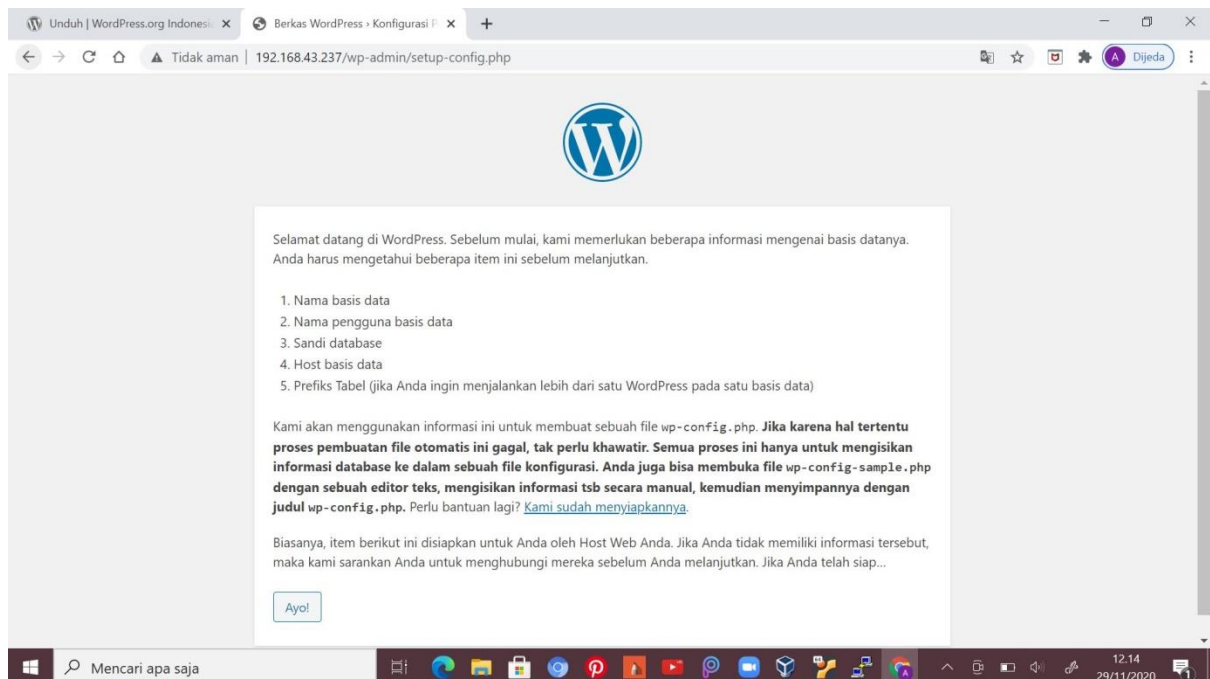 Unduh | WordPress.org Indonesi
Berkas WordPress › Konfigurasi P
Tidak aman | 192.168.43.237/wp-admin/setup-config.php
A Dijeda
Selamat datang di WordPress. Sebelum mulai, kami memerlukan beberapa informasi mengenai basis datanya.
Anda harus mengetahui beberapa item ini sebelum melanjutkan.
1. Nama basis data
2. Nama pengguna basis data
3. Sandi database
4. Host basis data
5. Prefiks Tabel (jika Anda ingin menjalankan lebih dari satu WordPress pada satu basis data)
Kami akan menggunakan informasi ini untuk membuat sebuah file wp-config.php. Jika karena hal tertentu
proses pembuatan file otomatis ini gagal, tak perlu khawatir. Semua proses ini hanya untuk mengisikan
informasi database ke dalam sebuah file konfigurasi. Anda juga bisa membuka file wp-config-sample.php
dengan sebuah editor teks, mengisikan informasi tsb secara manual, kemudian menyimpannya dengan
judul wp-config.php. Perlu bantuan lagi? Kami sudah menyiapkannya.
Biasanya, item berikut ini disiapkan untuk Anda oleh Host Web Anda. Jika Anda tidak memiliki informasi tersebut,
maka kami sarankan Anda untuk menghubungi mereka sebelum Anda melanjutkan. Jika Anda telah siap...
Ayo!
Mencari apa saja
12.14
29/11/2020